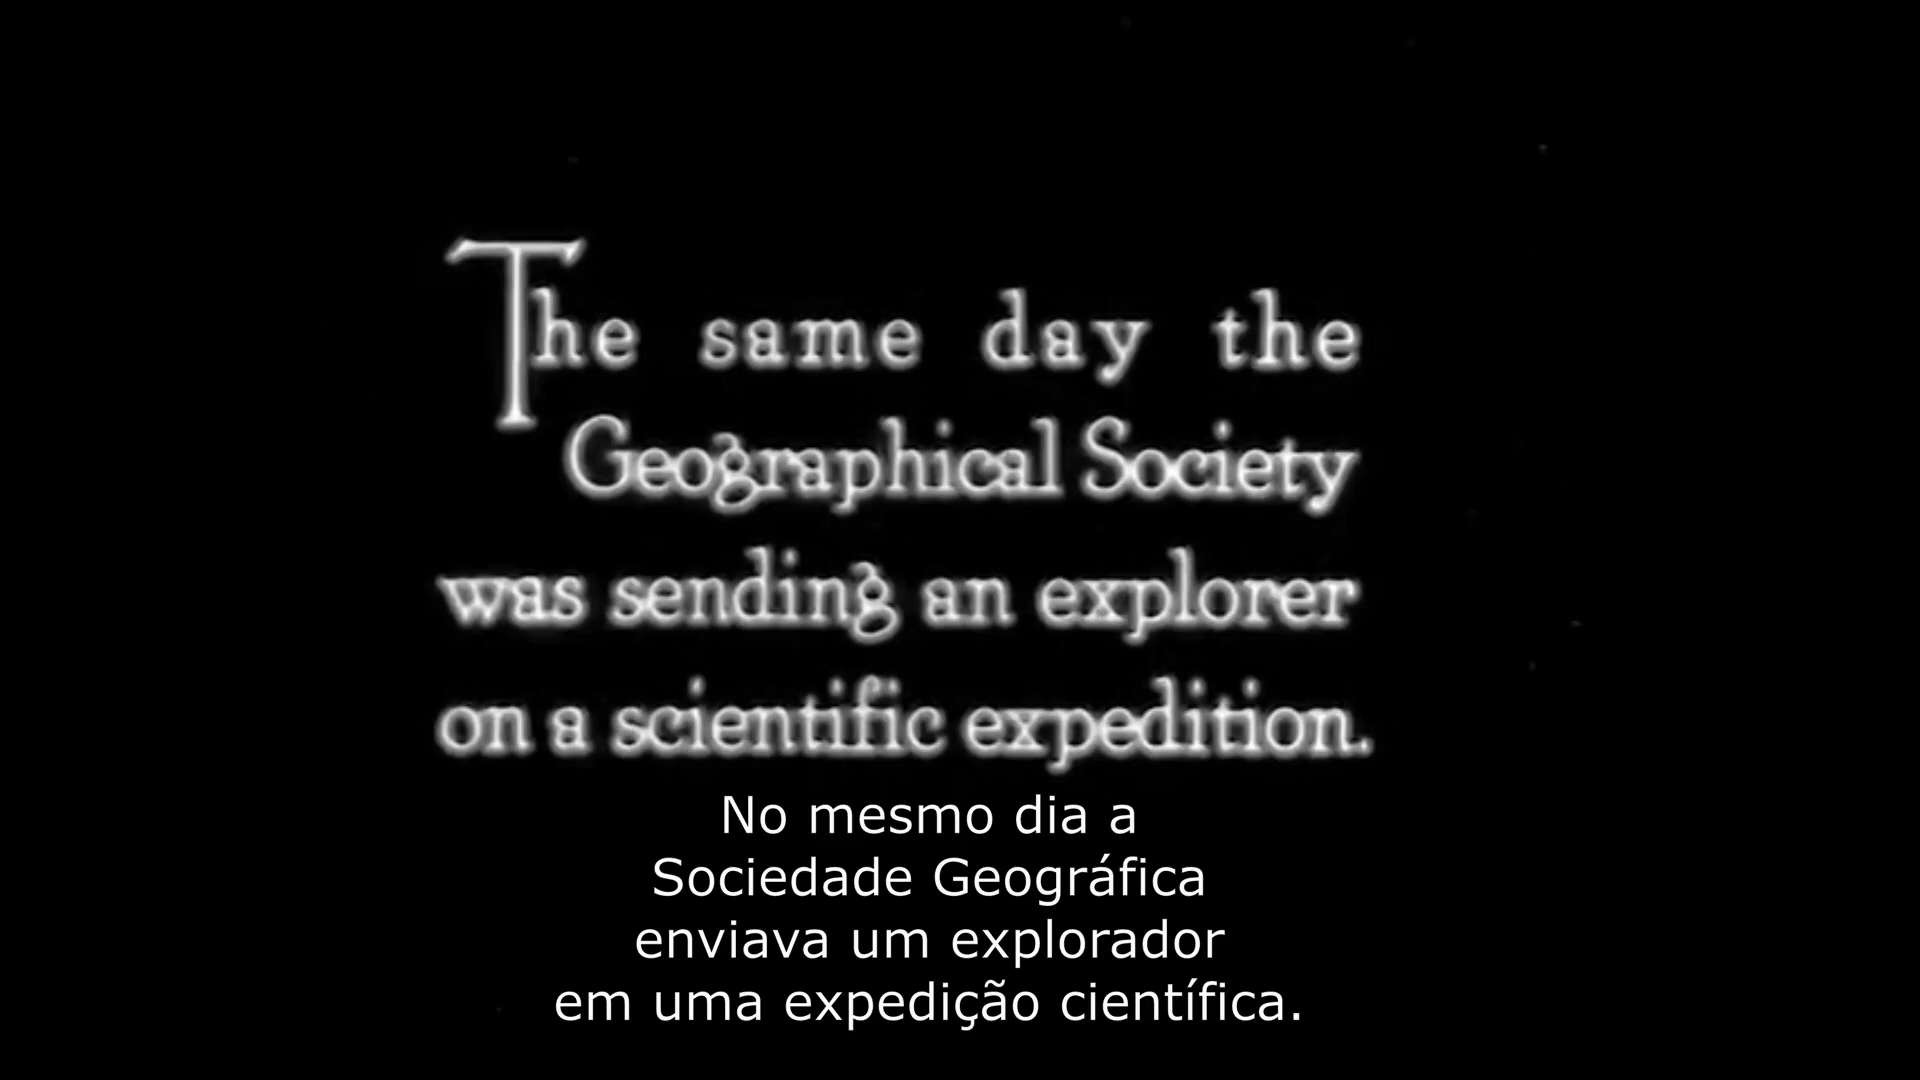 The same day the
Geographical Society
was sending an explorer
on a scientific expedition.
No mesmo dia a
Sociedade Geográfica
enviava um explorador
em uma expedição científica.